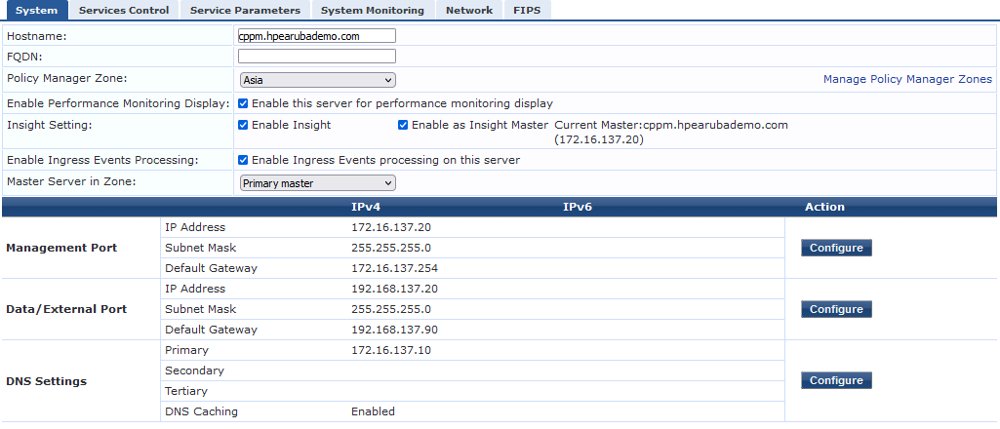 System Services Control Service Parameters System Monitoring Network FIPS
Hostname: cppm.hpearubademo.com
FQDN:
Policy Manager Zone: Asia Manage Policy Manager Zones
Enable Performance Monitoring Display: Enable this server for performance monitoring display
Insight Setting: Enable Insight Enable as Insight Master Current Master:cppm.hpearubademo.com
(172.16.137.20)
Enable Ingress Events Processing: Enable Ingress Events processing on this server
Master Server in Zone: Primary master
IPv4 IPv6 Action
IP Address 172.16.137.20
Management Port Subnet Mask 255.255.255.0 Configure
Default Gateway 172.16.137.254
IP Address 192.168.137.20
Data/External Port Subnet Mask 255.255.255.0 Configure
Default Gateway 192.168.137.90
Primary 172.16.137.10
Secondary
DNS Settings Configure
Tertiary
DNS Caching Enabled